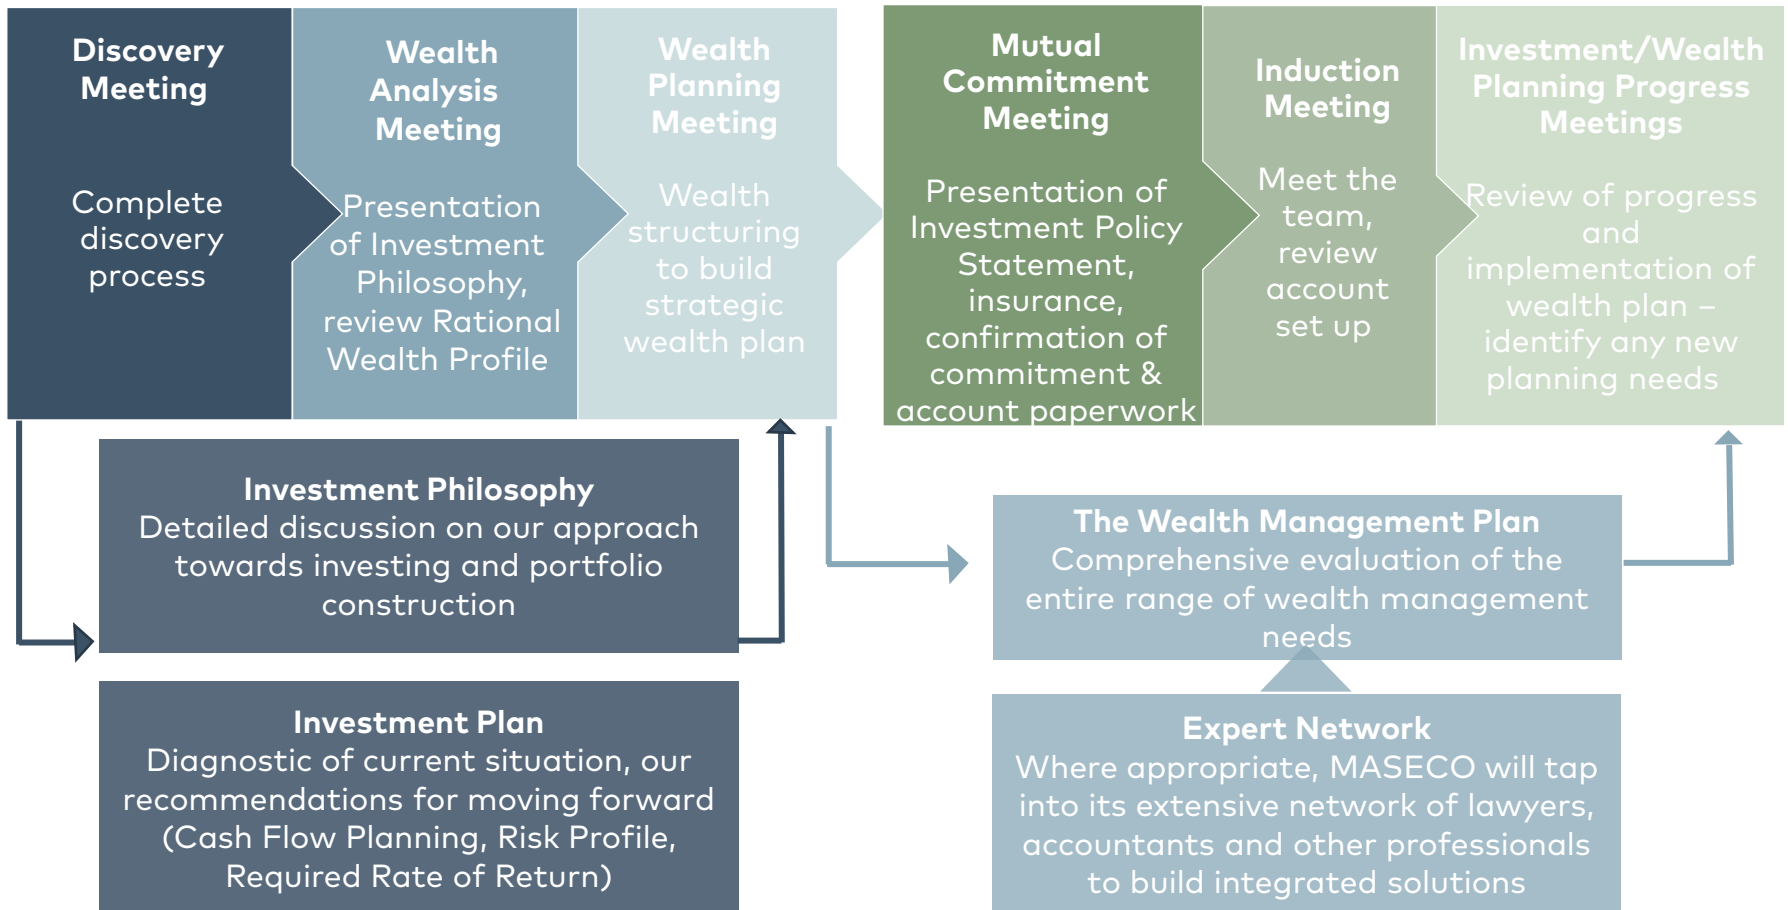 Discovery
Meeting
Complete
discovery
process
Wealth
Analysis
Meeting
Presentation
of Investment
Philosophy,
review Rational
Wealth Profile
Wealth
Planning
Meeting
Wealth
structuring
to build
strategic
wealth plan
Mutual
Commitment
Meeting
Presentation of
Investment Policy
Statement,
insurance,
confirmation of
commitment &
account paperwork
Induction
Meeting
Meet the
team,
review
account
set up
Investment/Wealth
Planning Progress
Meetings
Review of progress
and
implementation of
wealth plan –
identify any new
planning needs
Investment Philosophy
Detailed discussion on our approach
towards investing and portfolio
construction
Investment Plan
Diagnostic of current situation, our
recommendations for moving forward
(Cash Flow Planning, Risk Profile,
Required Rate of Return)
The Wealth Management Plan
Comprehensive evaluation of the
entire range of wealth management
needs
Expert Network
Where appropriate, MASECO will tap
into its extensive network of lawyers,
accountants and other professionals
to build integrated solutions